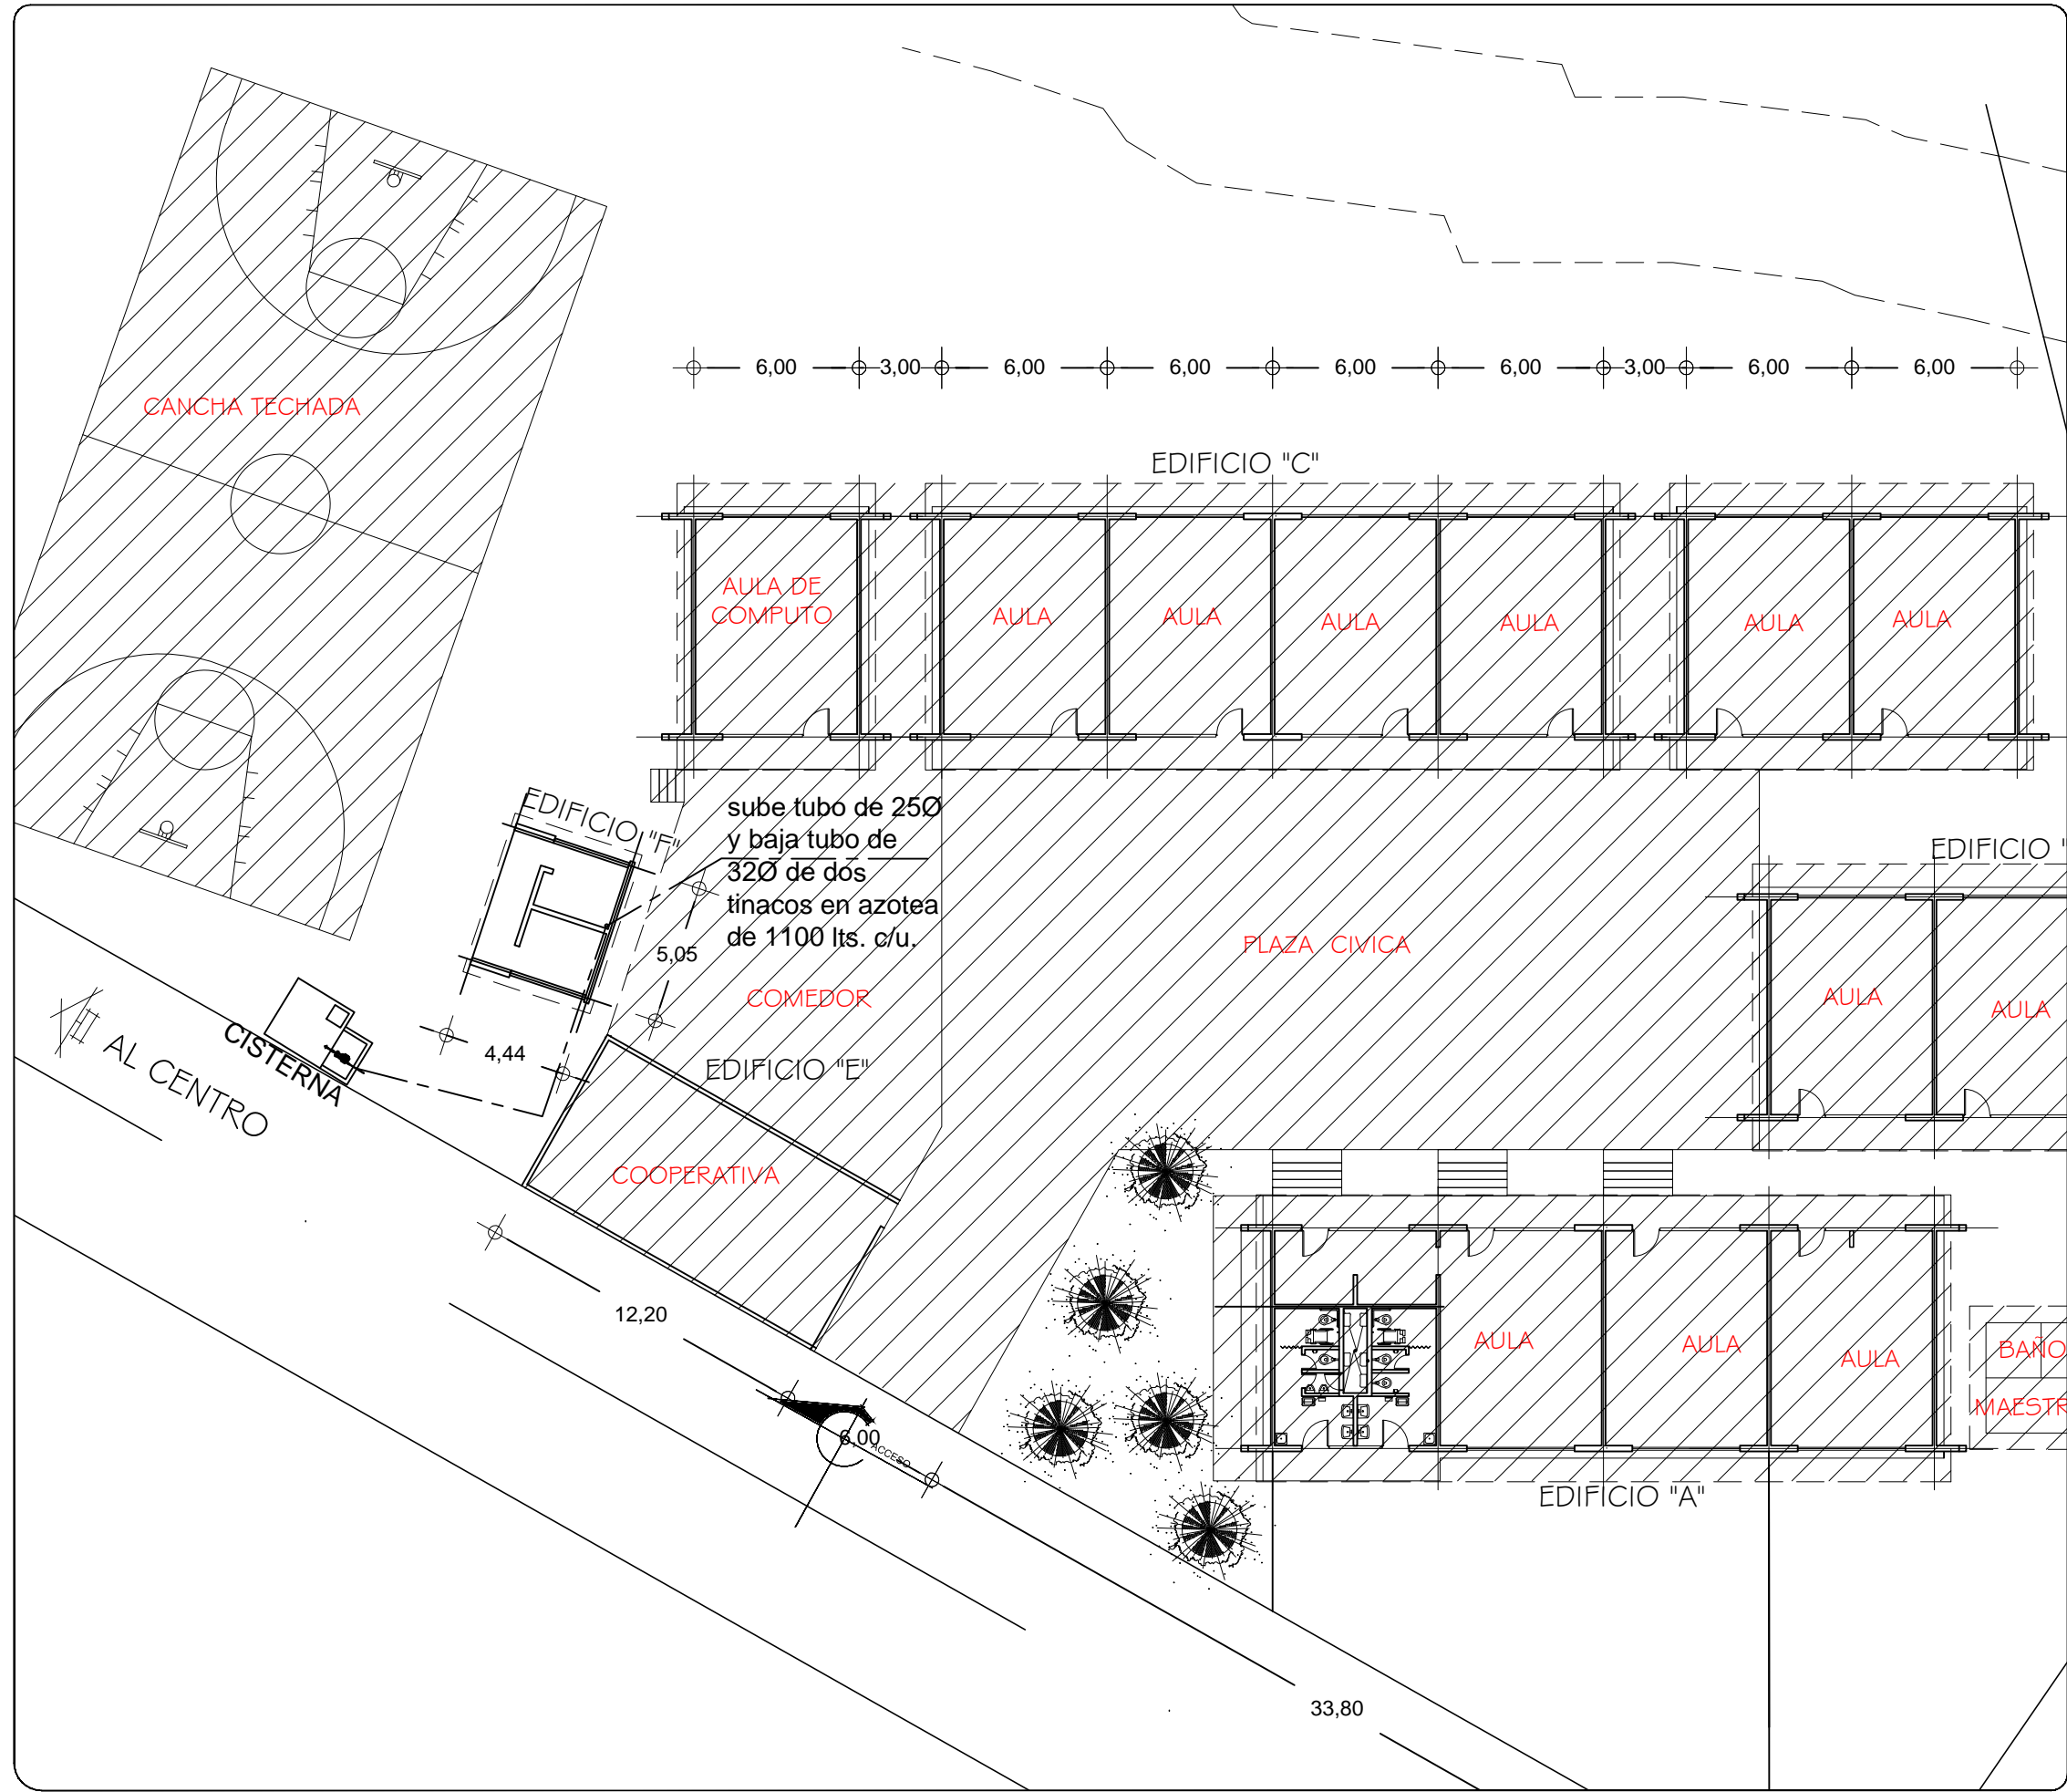 6,00
3,00
6,00
6,00
6,00
6,00
3,00
6,00
6,00
CANCHA TECHADA
EDIFICIO "C"
AULA DE
COMPUTO
AULA
AULA
AULA
AULA
AULA
AULA
EDIFICIO "F"
sube tubo de 25Ø
y baja tubo de
32Ø de dos
tinacos en azotea
de 1100 lts. c/u.
5,05
COMEDOR
PLAZA CIVICA
EDIFICIO "
AULA
AULA
4,44
CISTERNA
AL CENTRO
EDIFICIO "E"
COOPERATIVA
12,20
6,00
ACCESO
AULA
AULA
AULA
BAÑO
MAESTR
EDIFICIO "A"
33,80